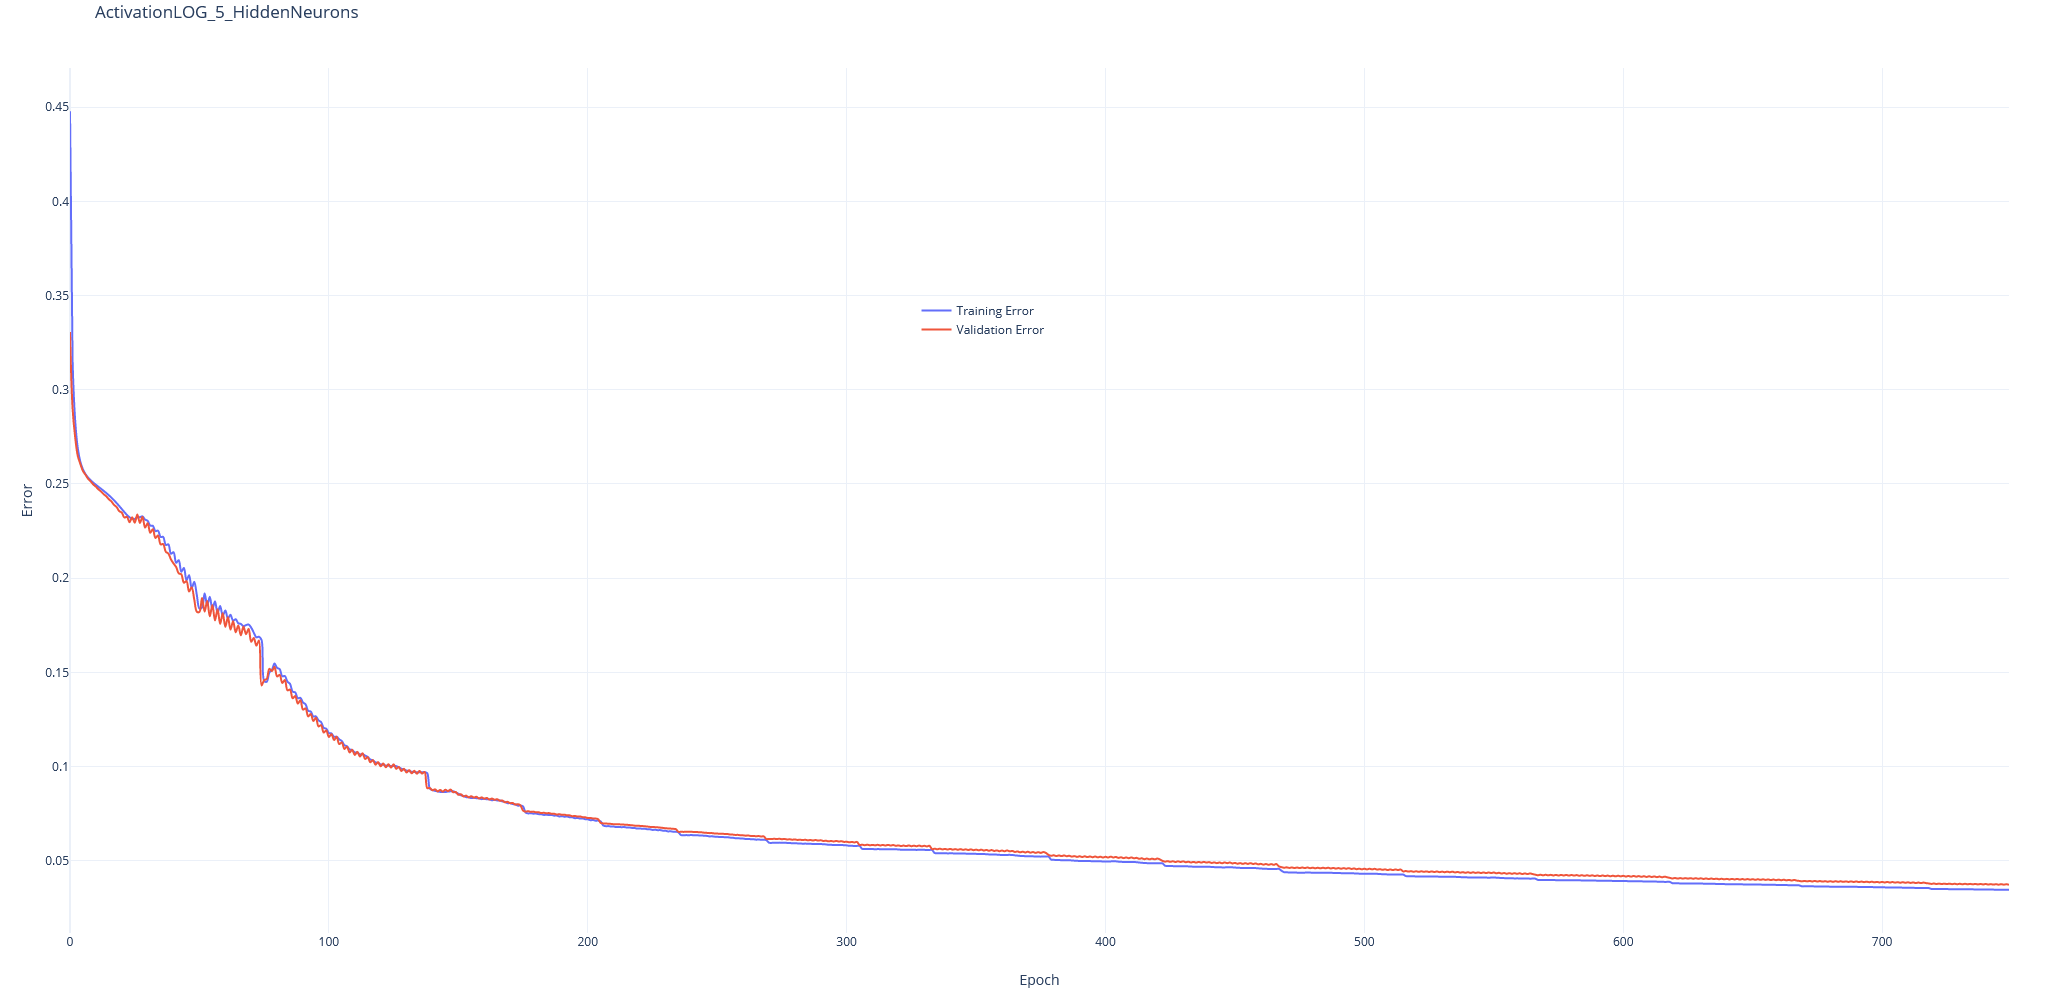 ActivationLOG_5_HiddenNeurons
0.45
0.4
0.35
0.3
0.25
0.2
0.15
0.1
0.05
Error
Training Error
Validation Error
0 100 200 300 400 500 600 700
Epoch